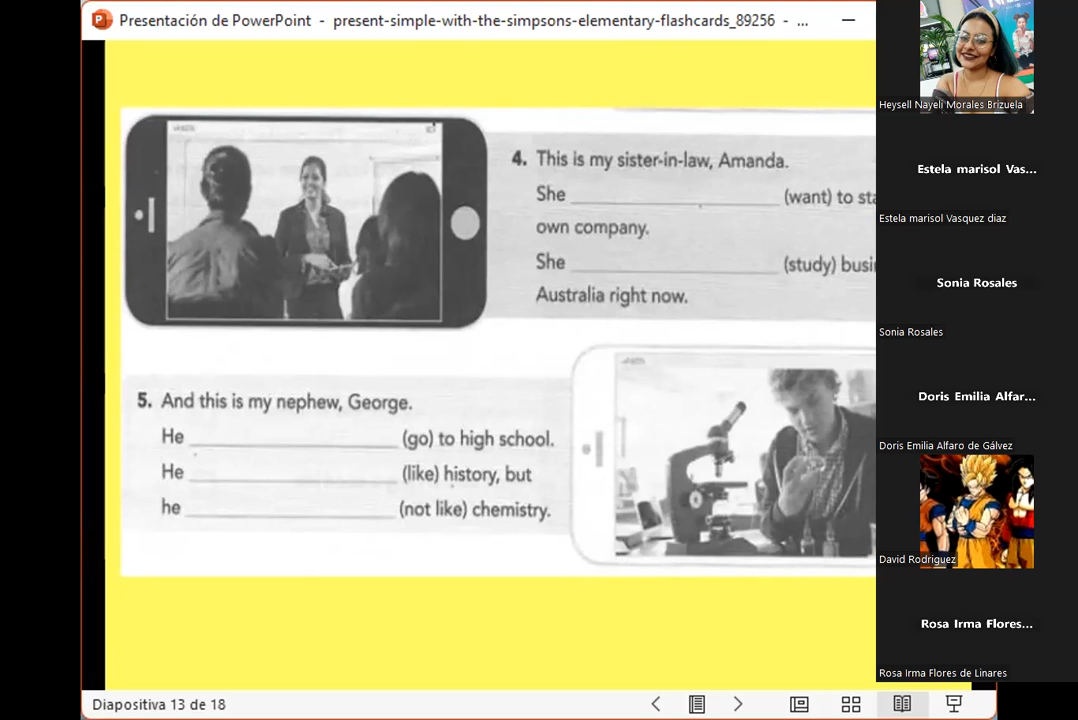 Presentación de PowerPoint - present-simple-with-the-simpsons-elementary-flashcards_89256 - ...
4. This is my sister-in-law, Amanda.
She ____________ (want) to sta
own company.
She ____________ (study) busi
Australia right now.
5. And this is my nephew, George.
He ____________ (go) to high school.
He ____________ (like) history, but
he ____________ (not like) chemistry.
Diapositiva 13 de 18
Heysell Nayeli Morales Brizuela
Estela marisol Vas...
Estela marisol Vasquez diaz
Sonia Rosales
Sonia Rosales
Doris Emilia Alfar...
Doris Emilia Alfaro de Gálvez
David Rodriguez
Rosa Irma Flores...
Rosa Irma Flores de Linares